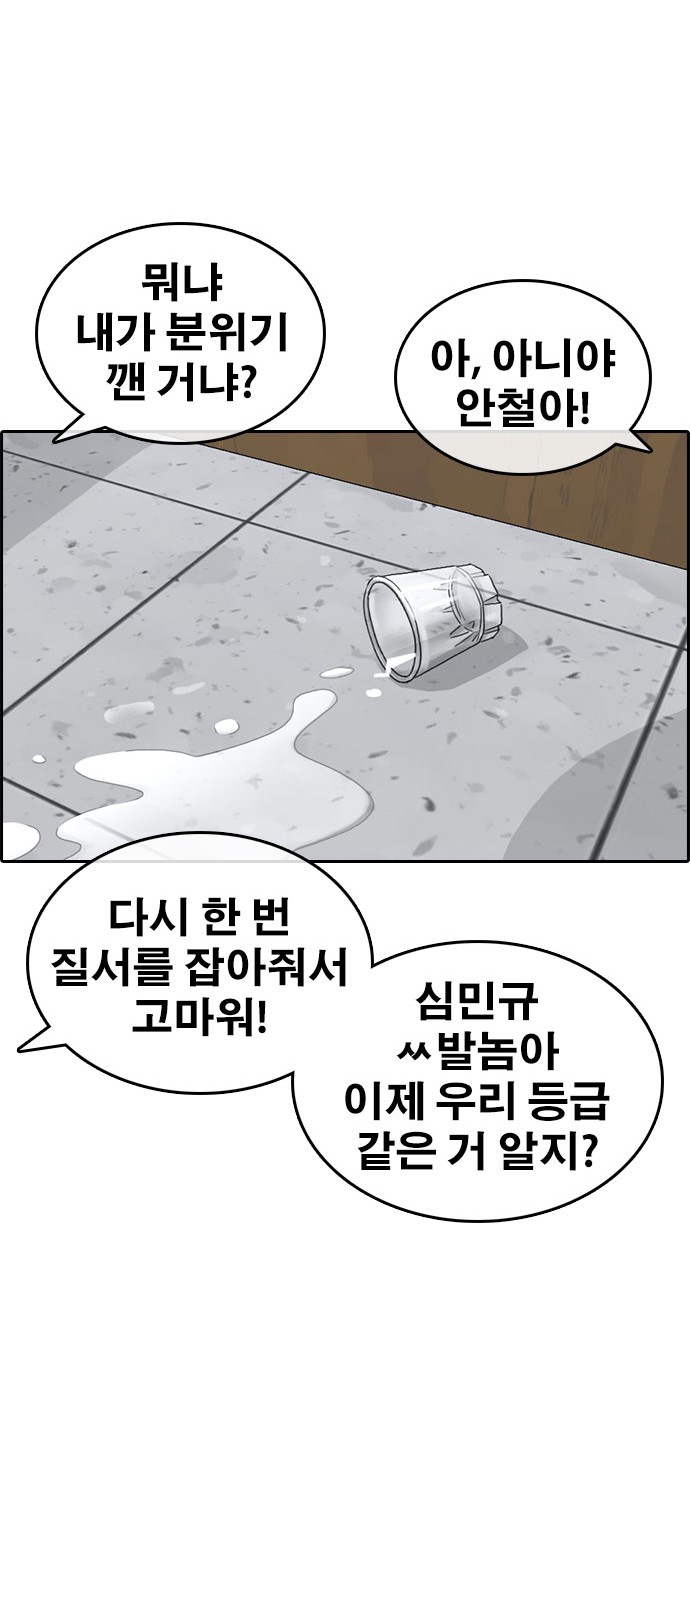 뭐냐
내가 분위기
깬 거냐?
아, 아니야
안철아!
다시 한 번
질서를 잡아줘서
고마워!
심민규
ㅆ발놈아
이제 우리 등급
같은 거 알지?